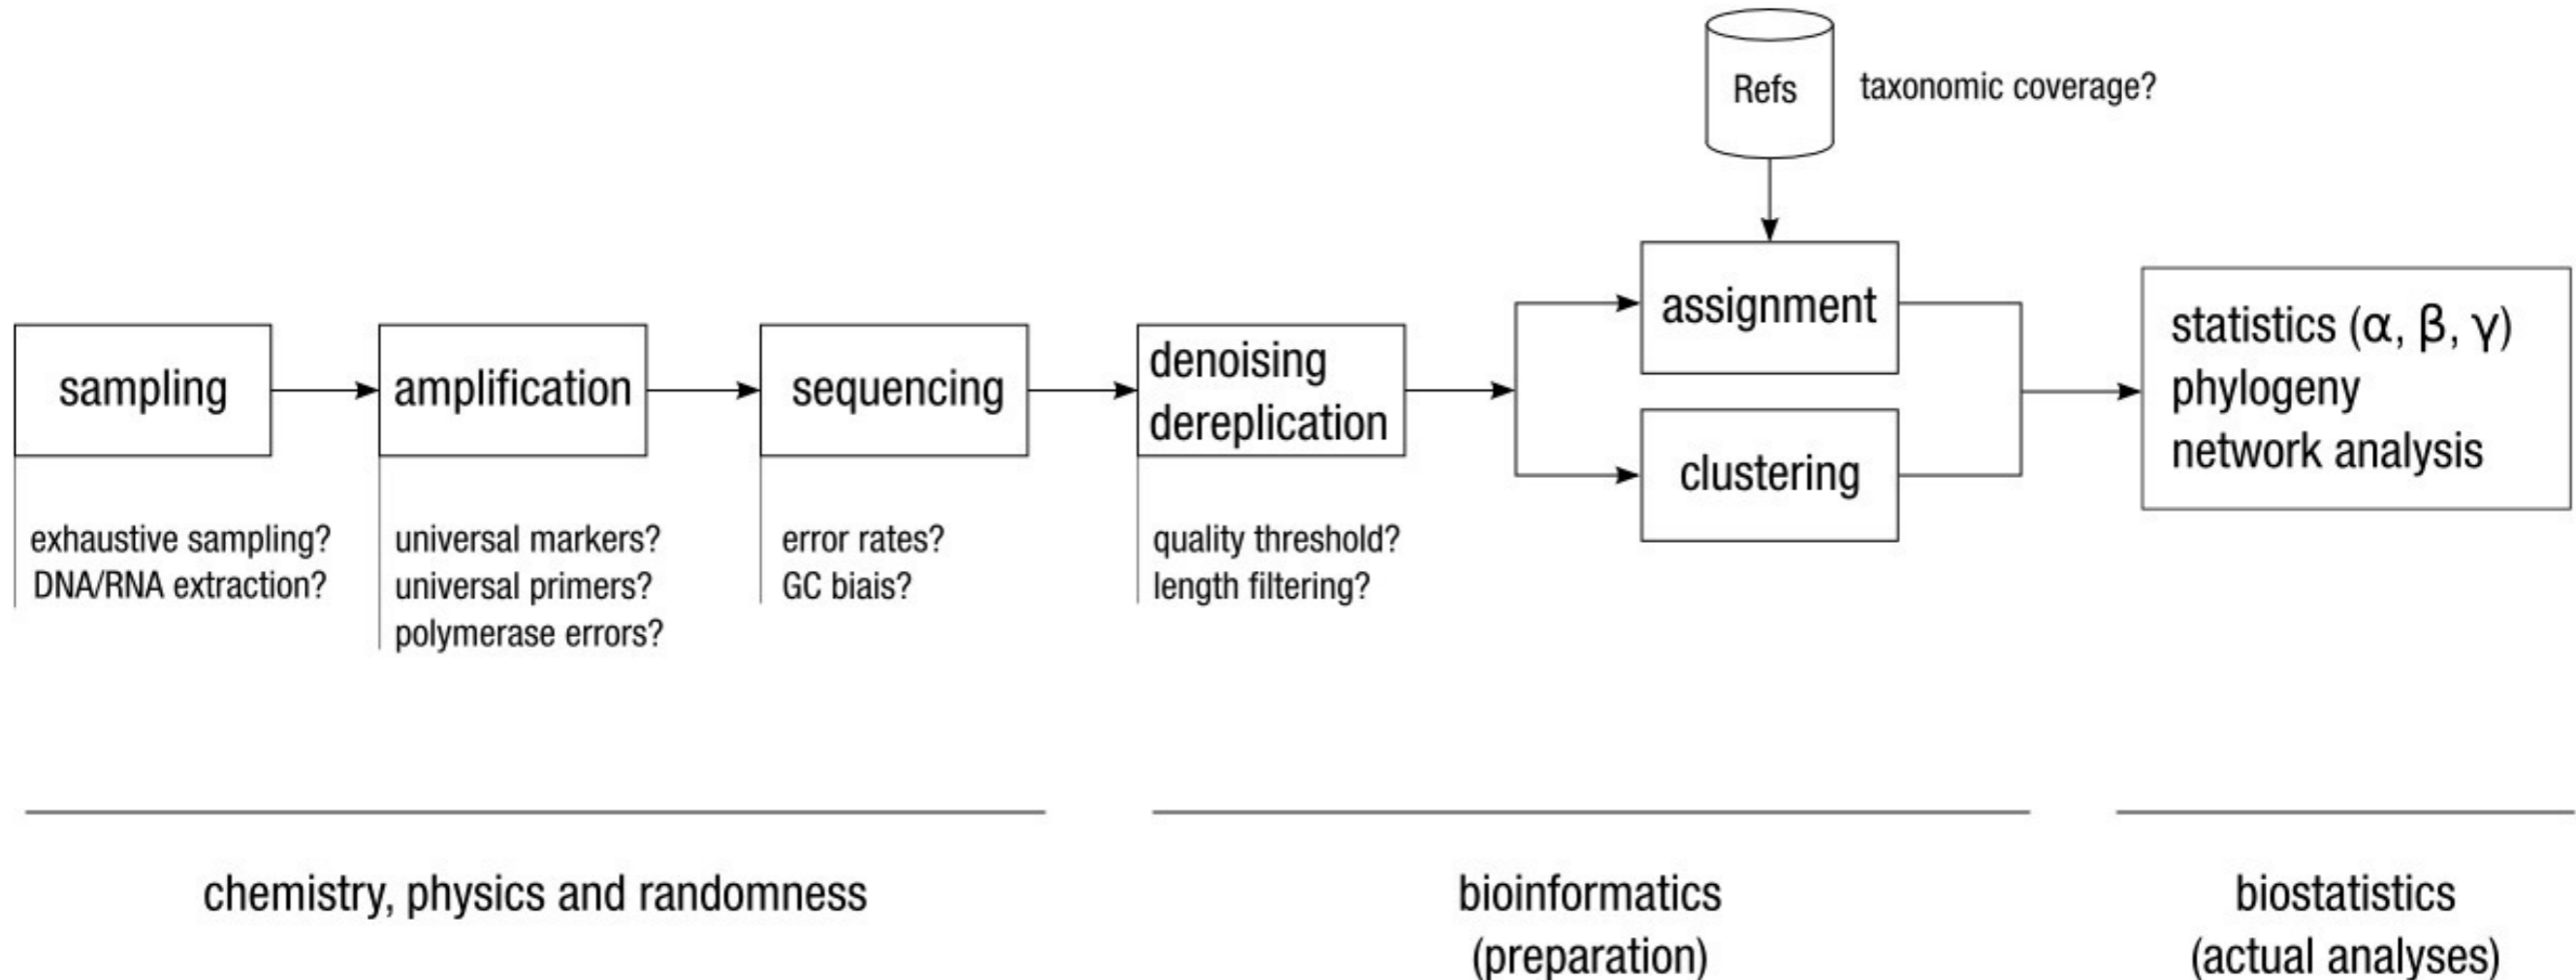 Refs
taxonomic coverage?
sampling
amplification
sequencing
denoising
dereplication
assignment
clustering
statistics (α, β, γ)
phylogeny
network analysis
exhaustive sampling?
DNA/RNA extraction?
universal markers?
universal primers?
polymerase errors?
error rates?
GC biais?
quality threshold?
length filtering?
chemistry, physics and randomness
bioinformatics
(preparation)
biostatistics
(actual analyses)